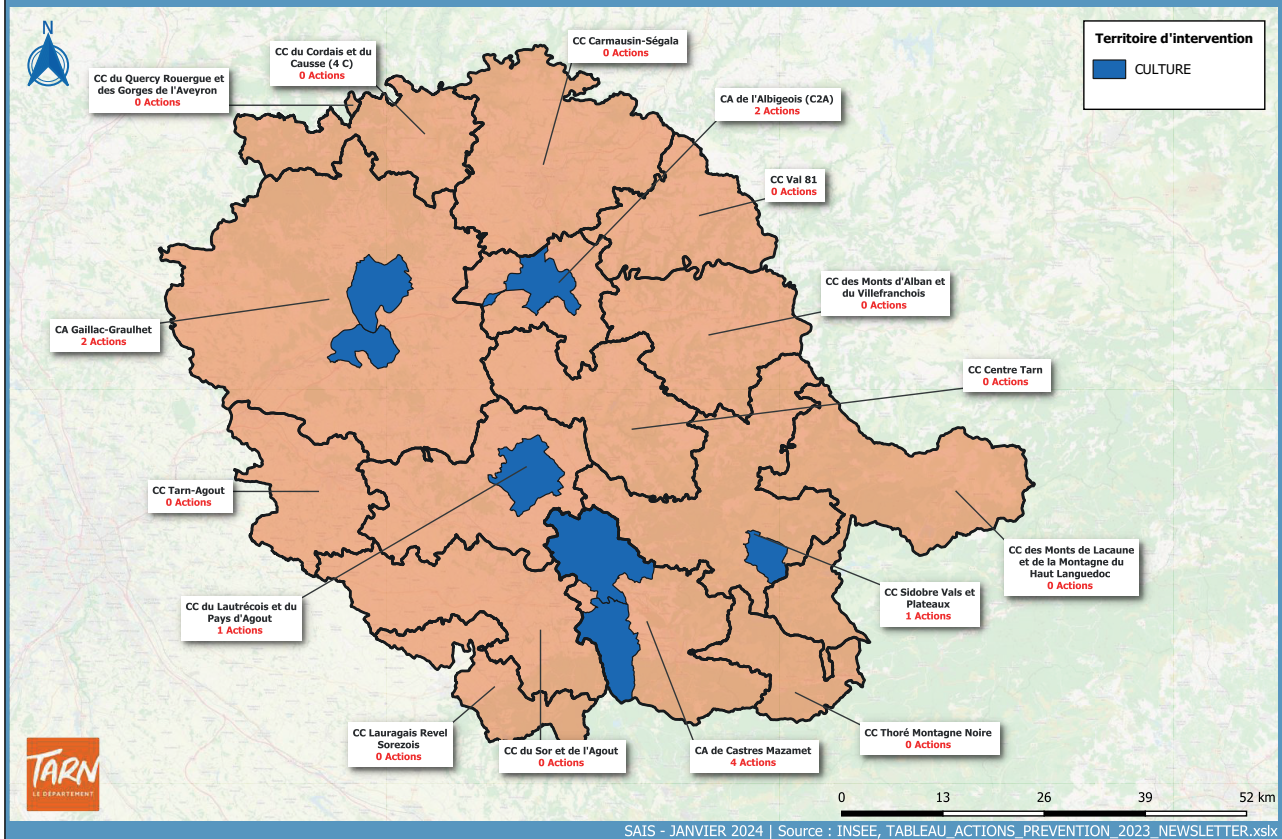 N
CC du Cordais et du
Causse (4 C)
0 Actions
CC Carmausin-Ségala
0 Actions
Territoire d'intervention
CULTURE
CC du Quercy Rouergue et
des Gorges de l'Aveyron
0 Actions
CA de l'Albigeois (C2A)
2 Actions
CC Val 81
0 Actions
CC des Monts d'Alban et
du Villefranchois
0 Actions
CA Gaillac-Graulhet
2 Actions
CC Centre Tarn
0 Actions
CC Tarn-Agout
0 Actions
CC des Monts de Lacaune
et de la Montagne du
Haut Languedoc
0 Actions
CC Sidobre Vals et
Plateaux
1 Actions
CC du Lautrécois et du
Pays d'Agout
1 Actions
CC Lauragais Revel
Sorezois
0 Actions
CC du Sor et de l'Agout
0 Actions
CA de Castres Mazamet
4 Actions
CC Thoré Montagne Noire
0 Actions
TARN
LE DÉPARTEMENT
0 13 26 39 52 km
SAIS - JANVIER 2024 | Source : INSEE, TABLEAU_ACTIONS_PREVENTION_2023_NEWSLETTER.xslx